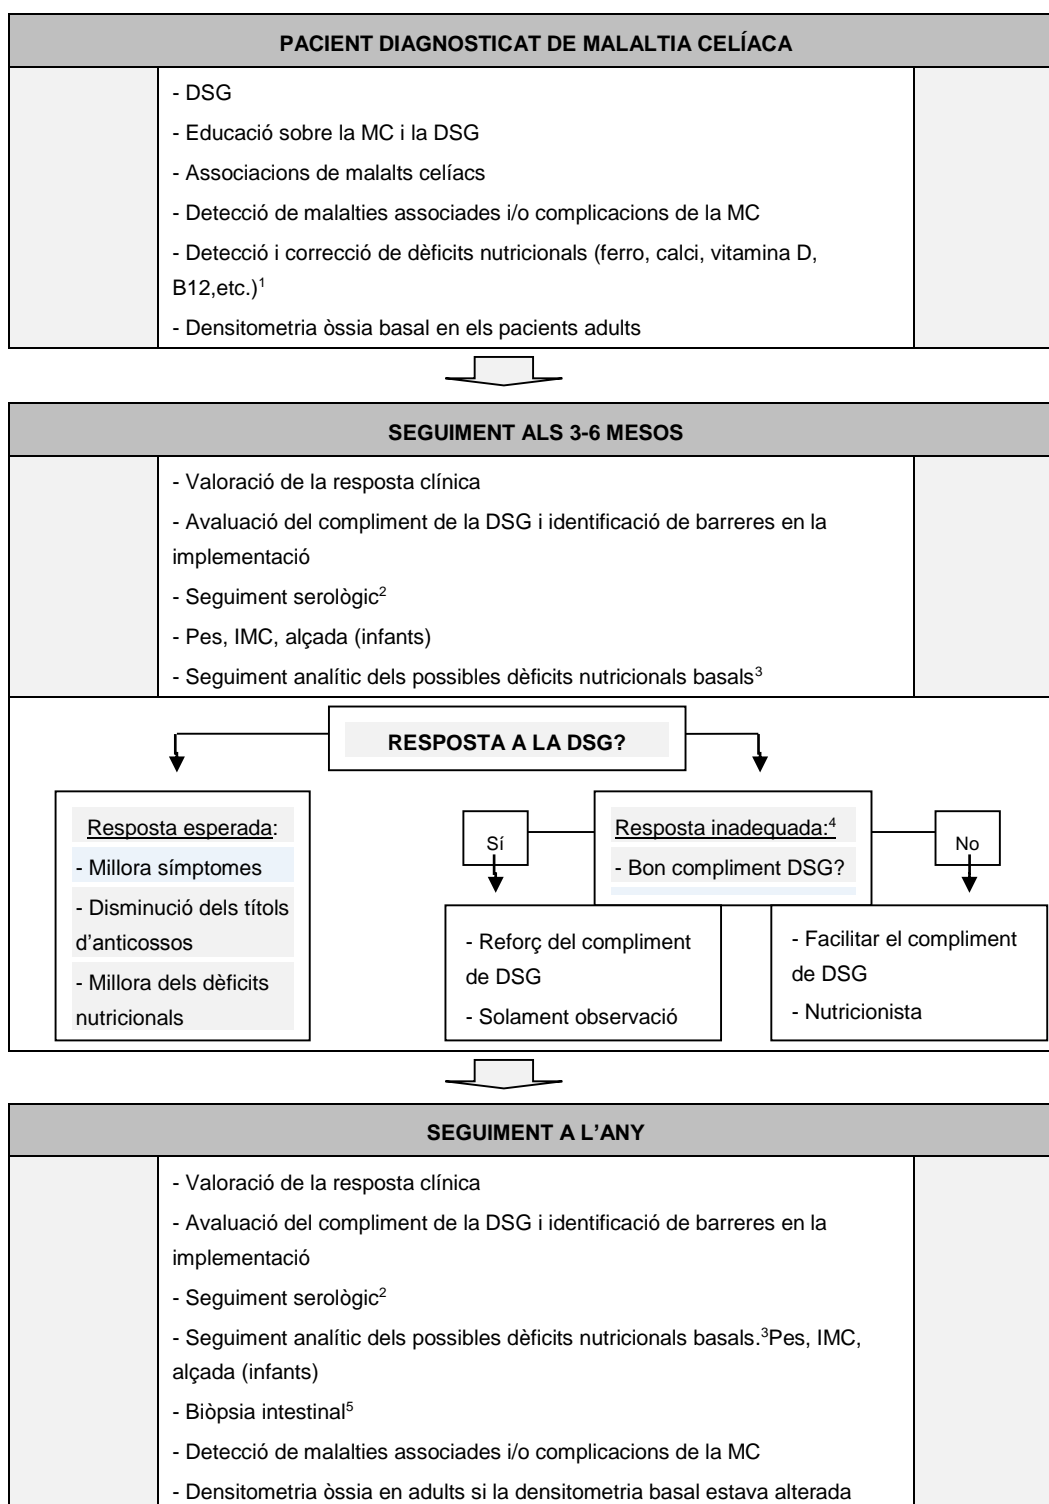 PACIENT DIAGNOSTICAT DE MALALTIA CELÍACA
- DSG
- Educació sobre la MC i la DSG
- Associacions de malalts celíacs
- Detecció de malalties associades i/o complicacions de la MC
- Detecció i correcció de dèficits nutricionals (ferro, calci, vitamina D,
B12,etc.)¹
- Densitometria òssia basal en els pacients adults
SEGUIMENT ALS 3-6 MESOS
- Valoració de la resposta clínica
- Avaluació del compliment de la DSG i identificació de barreres en la
implementació
- Seguiment serològic²
- Pes, IMC, alçada (infants)
- Seguiment analític dels possibles dèficits nutricionals basals³
RESPOSTA A LA DSG?
Resposta esperada:
- Millora símptomes
- Disminució dels títols
d’anticossos
- Millora dels dèficits
nutricionals
Resposta inadequada:⁴
- Bon compliment DSG?
Sí
- Reforç del compliment
de DSG
- Solament observació
No
- Facilitar el compliment
de DSG
- Nutricionista
SEGUIMENT A L’ANY
- Valoració de la resposta clínica
- Avaluació del compliment de la DSG i identificació de barreres en la
implementació
- Seguiment serològic²
- Seguiment analític dels possibles dèficits nutricionals basals.³Pes, IMC,
alçada (infants)
- Biòpsia intestinal⁵
- Detecció de malalties associades i/o complicacions de la MC
- Densitometria òssia en adults si la densitometria basal estava alterada